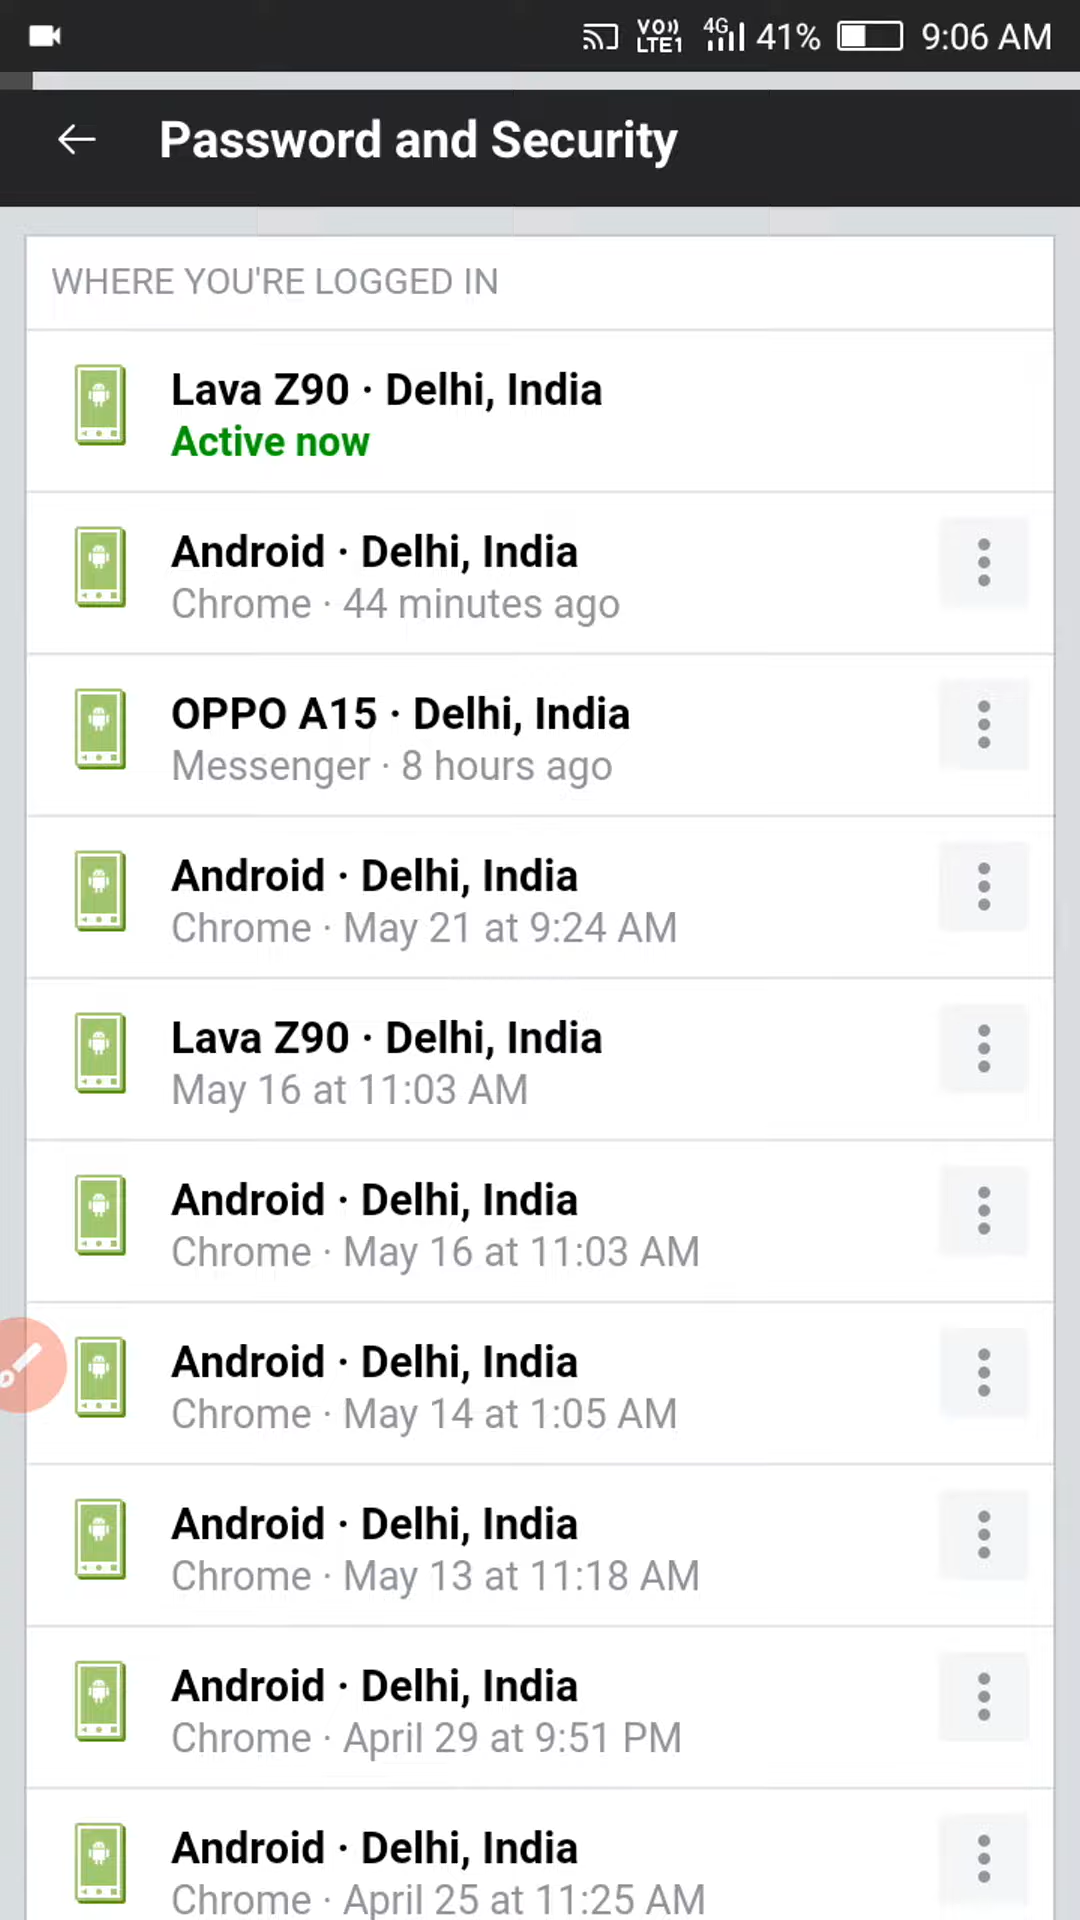 VO)) LTE1 4G 41% 9:06 AM
Password and Security
WHERE YOU'RE LOGGED IN
Lava Z90 · Delhi, India
Active now
Android · Delhi, India
Chrome · 44 minutes ago
OPPO A15 · Delhi, India
Messenger · 8 hours ago
Android · Delhi, India
Chrome · May 21 at 9:24 AM
Lava Z90 · Delhi, India
May 16 at 11:03 AM
Android · Delhi, India
Chrome · May 16 at 11:03 AM
Android · Delhi, India
Chrome · May 14 at 1:05 AM
Android · Delhi, India
Chrome · May 13 at 11:18 AM
Android · Delhi, India
Chrome · April 29 at 9:51 PM
Android · Delhi, India
Chrome · April 25 at 11:25 AM